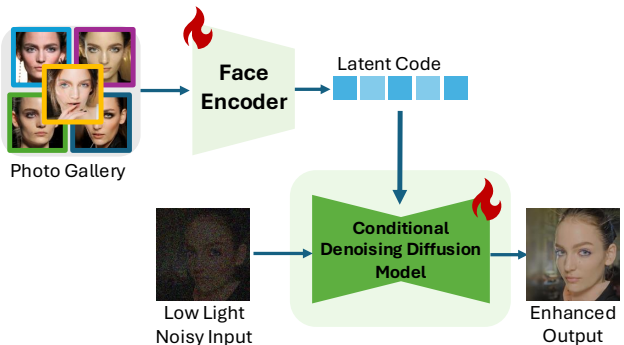 Face
Encoder
Latent Code
Photo Gallery
Conditional
Denoising Diffusion
Model
Low Light
Noisy Input
Enhanced
Output